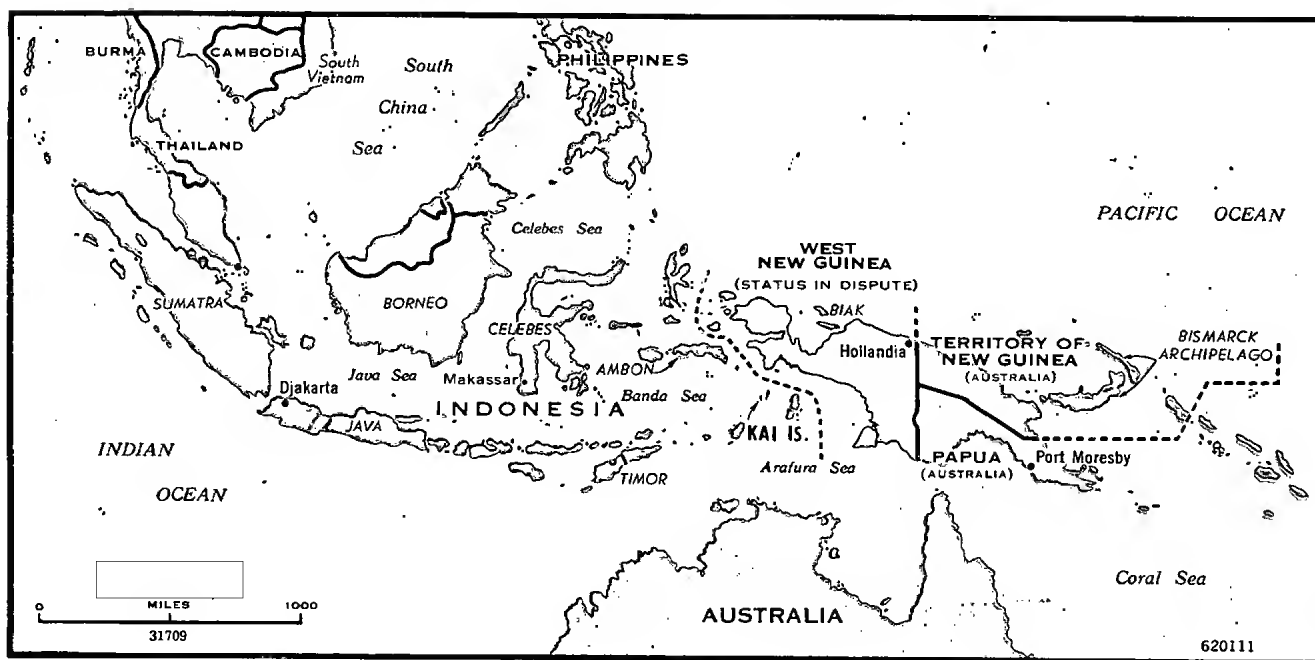 BURMA
CAMBODIA
South
Vietnam
South
China
Sea
PHILIPPINES
THAILAND
PACIFIC OCEAN
Celebes Sea
WEST
NEW GUINEA
(STATUS IN DISPUTE)
SUMATRA
BORNEO
CELEBES
BIAK
Hollandia
TERRITORY OF
NEW GUINEA
(AUSTRALIA)
BISMARCK
ARCHIPELAGO
Java Sea
Makassar
AMBON
Banda Sea
Djakarta
INDONESIA
JAVA
KAI IS.
INDIAN
OCEAN
TIMOR
Arafura Sea
PAPUA
(AUSTRALIA)
Port Moresby
Coral Sea
AUSTRALIA
0 MILES 1000
31709
620111